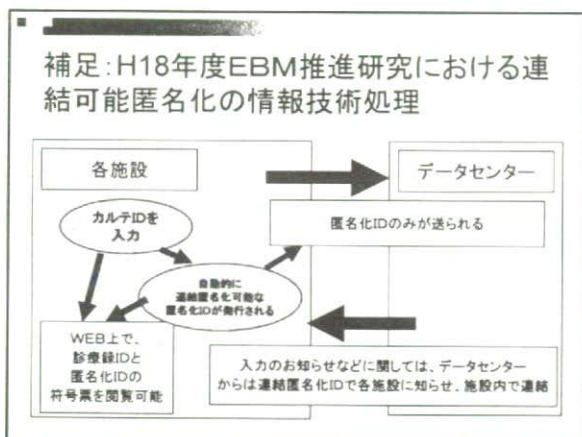 補足:H18年度EBM推進研究における連
結可能匿名化の情報技術処理
各施設
データセンター
カルテIDを
入力
匿名化IDのみが送られる
自動的に
連結匿名化可能な
匿名化IDが発行される
WEB上で、
診療録IDと
匿名化IDの
符号票を閲覧可能
入力のお知らせなどに関しては、データセンター
からは連結匿名化IDで各施設に知らせ、施設内で連結